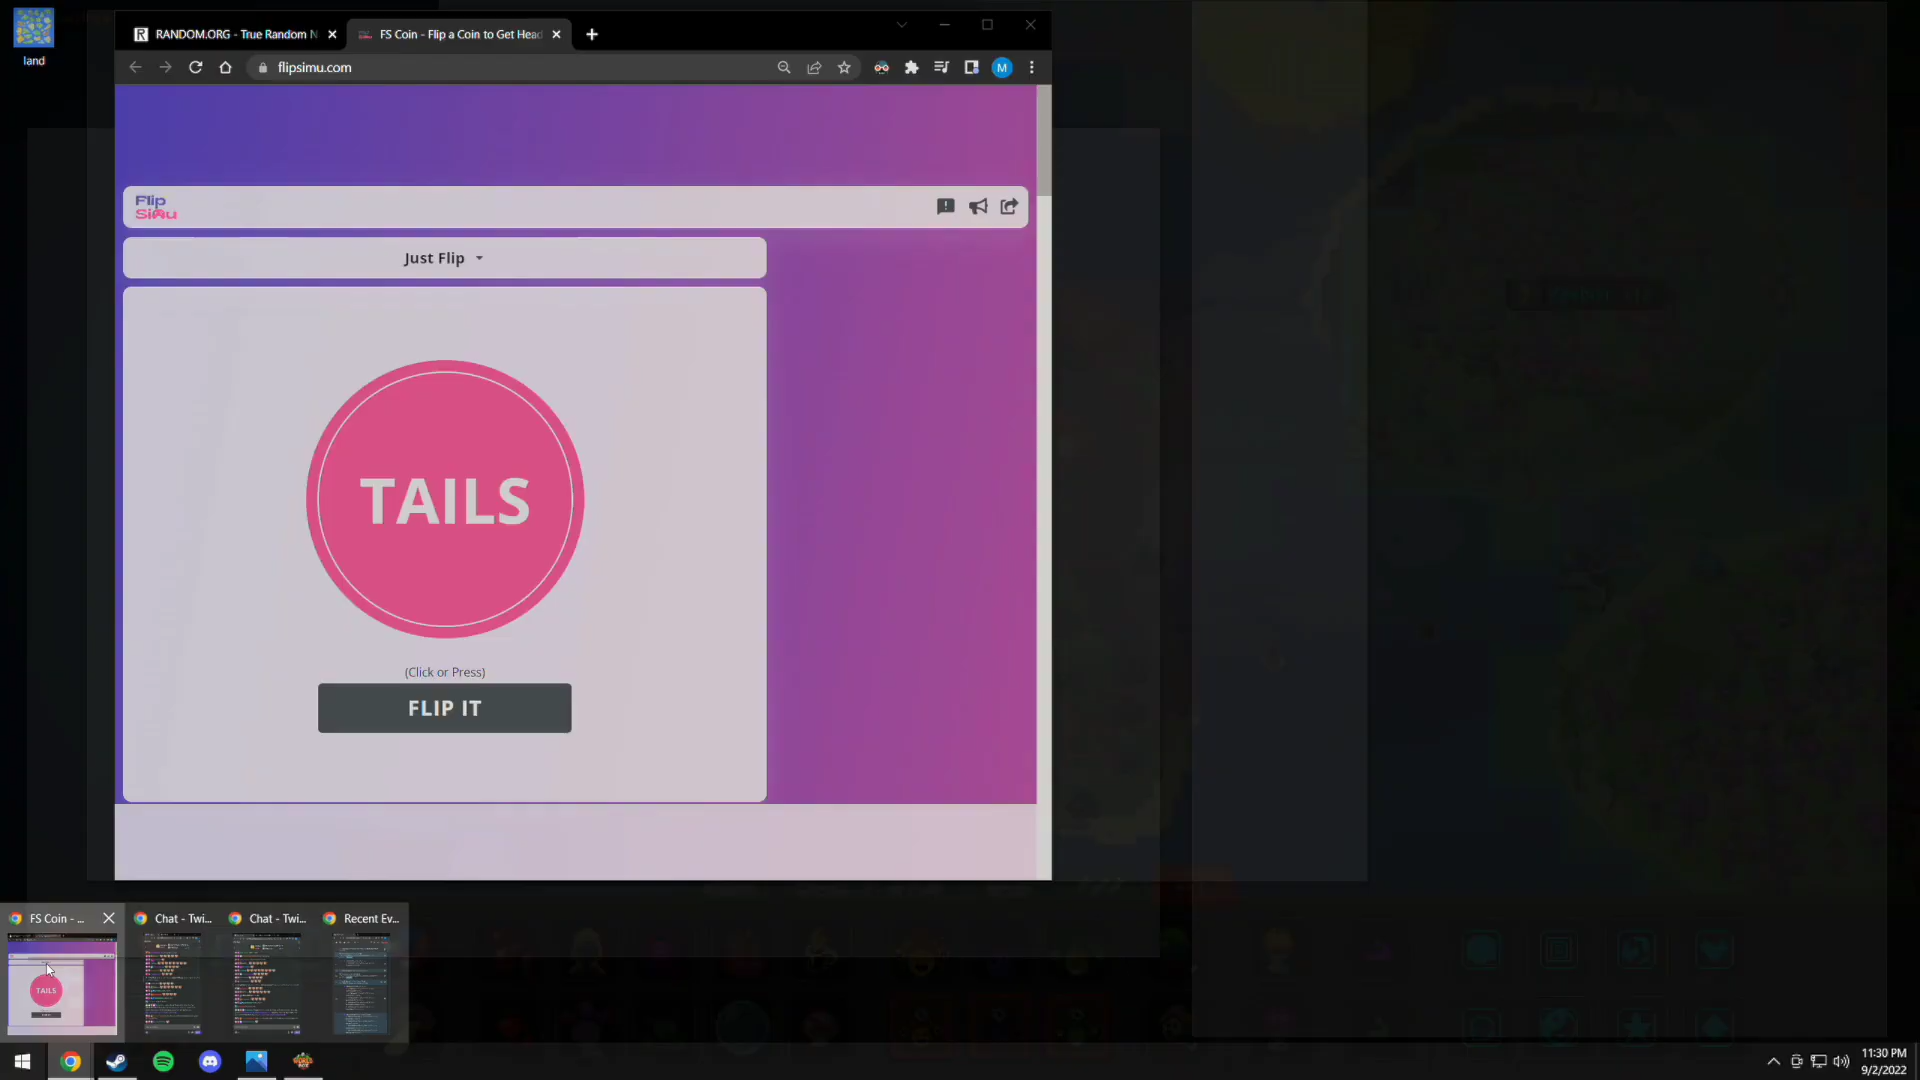 land
RANDOM.ORG - True Random N
FS Coin - Flip a Coin to Get Head
flipsimu.com
M
Flip
Simu
Just Flip
TAILS
(Click or Press)
FLIP IT
FS Coin - ...
Chat - Twi...
Chat - Twi...
Recent Ev...
TAILS
11:30 PM
9/2/2022